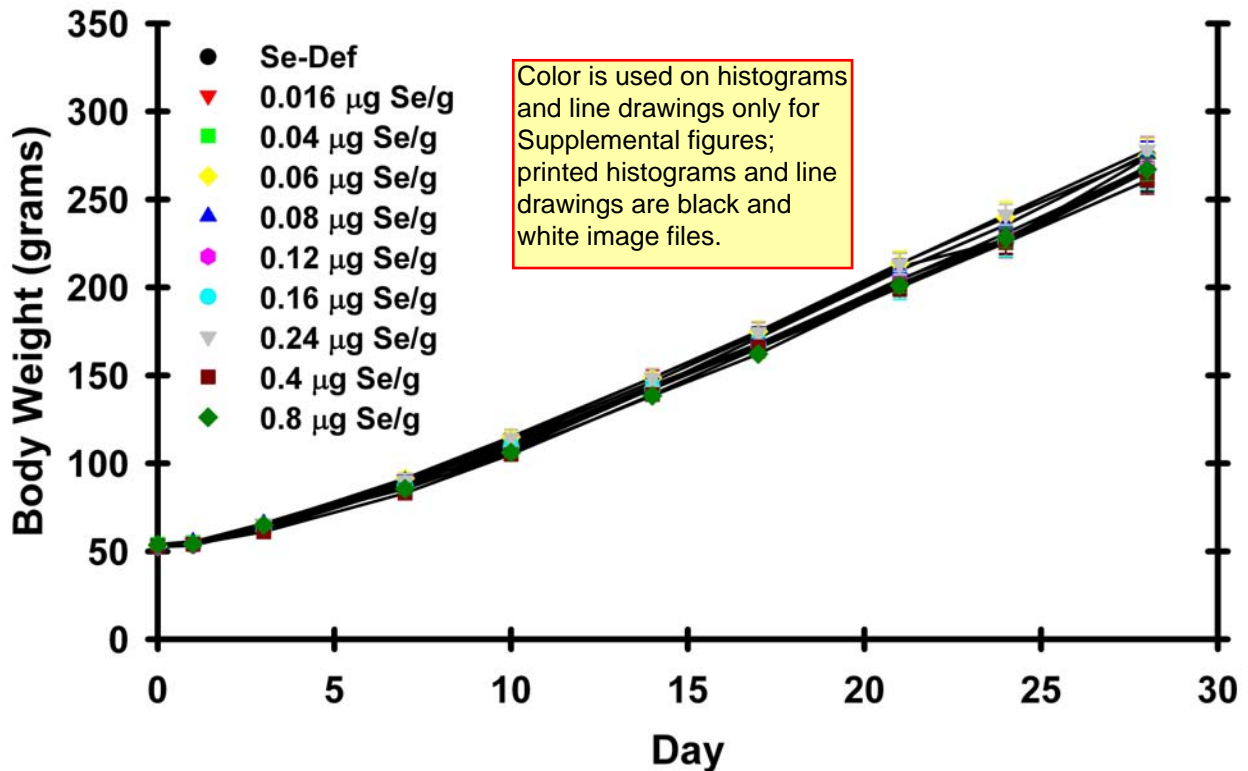 350
300
250
200
150
100
50
0
Body Weight (grams)
Se-Def
0.016 μg Se/g
0.04 μg Se/g
0.06 μg Se/g
0.08 μg Se/g
0.12 μg Se/g
0.16 μg Se/g
0.24 μg Se/g
0.4 μg Se/g
0.8 μg Se/g
Color is used on histograms
and line drawings only for
Supplemental figures;
printed histograms and line
drawings are black and
white image files.
0 5 10 15 20 25 30
Day